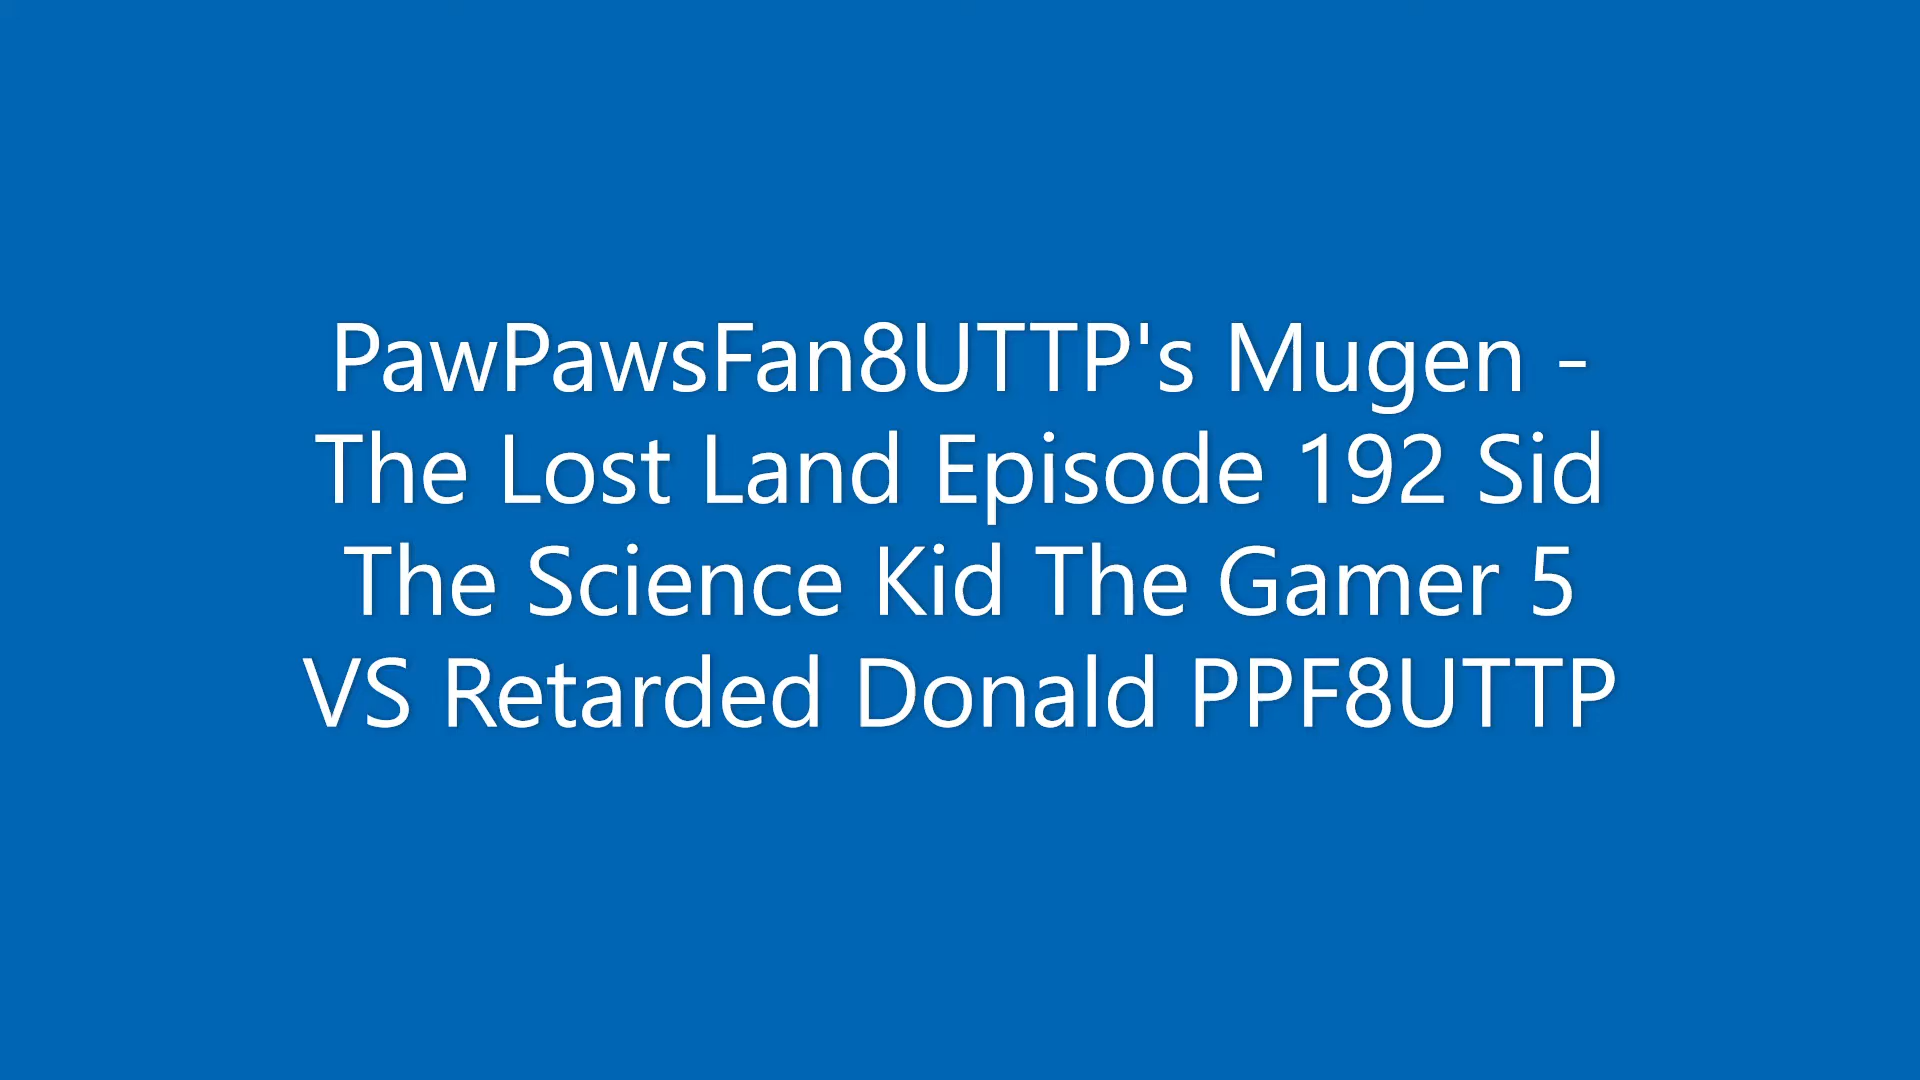 PawPawsFan8UTTP's Mugen -
The Lost Land Episode 192 Sid
The Science Kid The Gamer 5
VS Retarded Donald PPF8UTTP